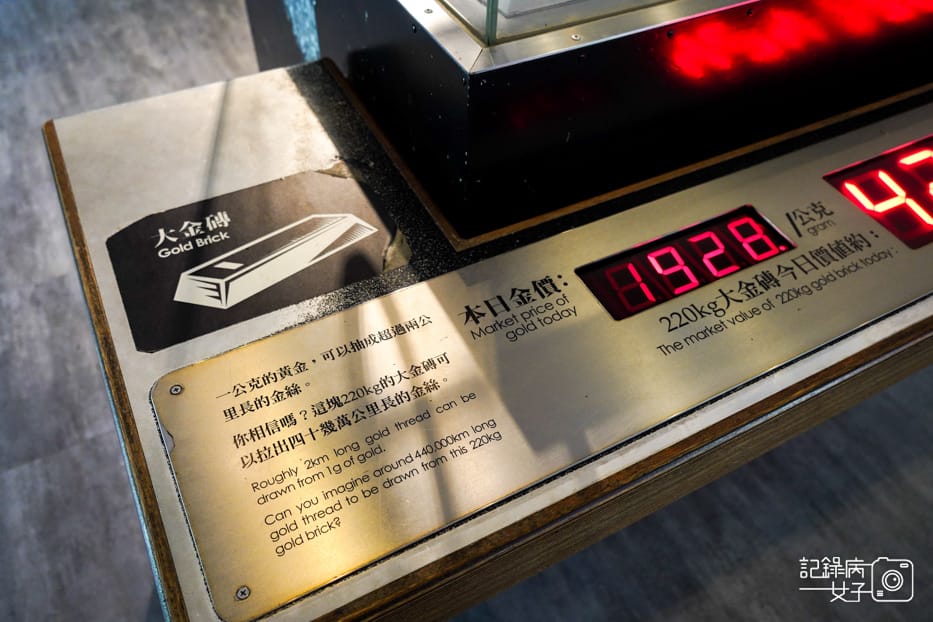 大金磚
Gold Brick
一公克的黃金，可以抽成超過兩公
里長的金絲。
你相信嗎？這塊220kg的大金磚可
以拉出四十幾萬公里長的金絲。
Roughly 2km long gold thread can be
drawn from 1g of gold.
Can you imagine around 440,000km long
gold thread to be drawn from this 220kg
gold brick?
本日金價：
Market price of
gold today
1928.
/公克
gram
220kg大金磚今日價值約：
The market value of 220kg gold brick today :
42
記錄病
女子